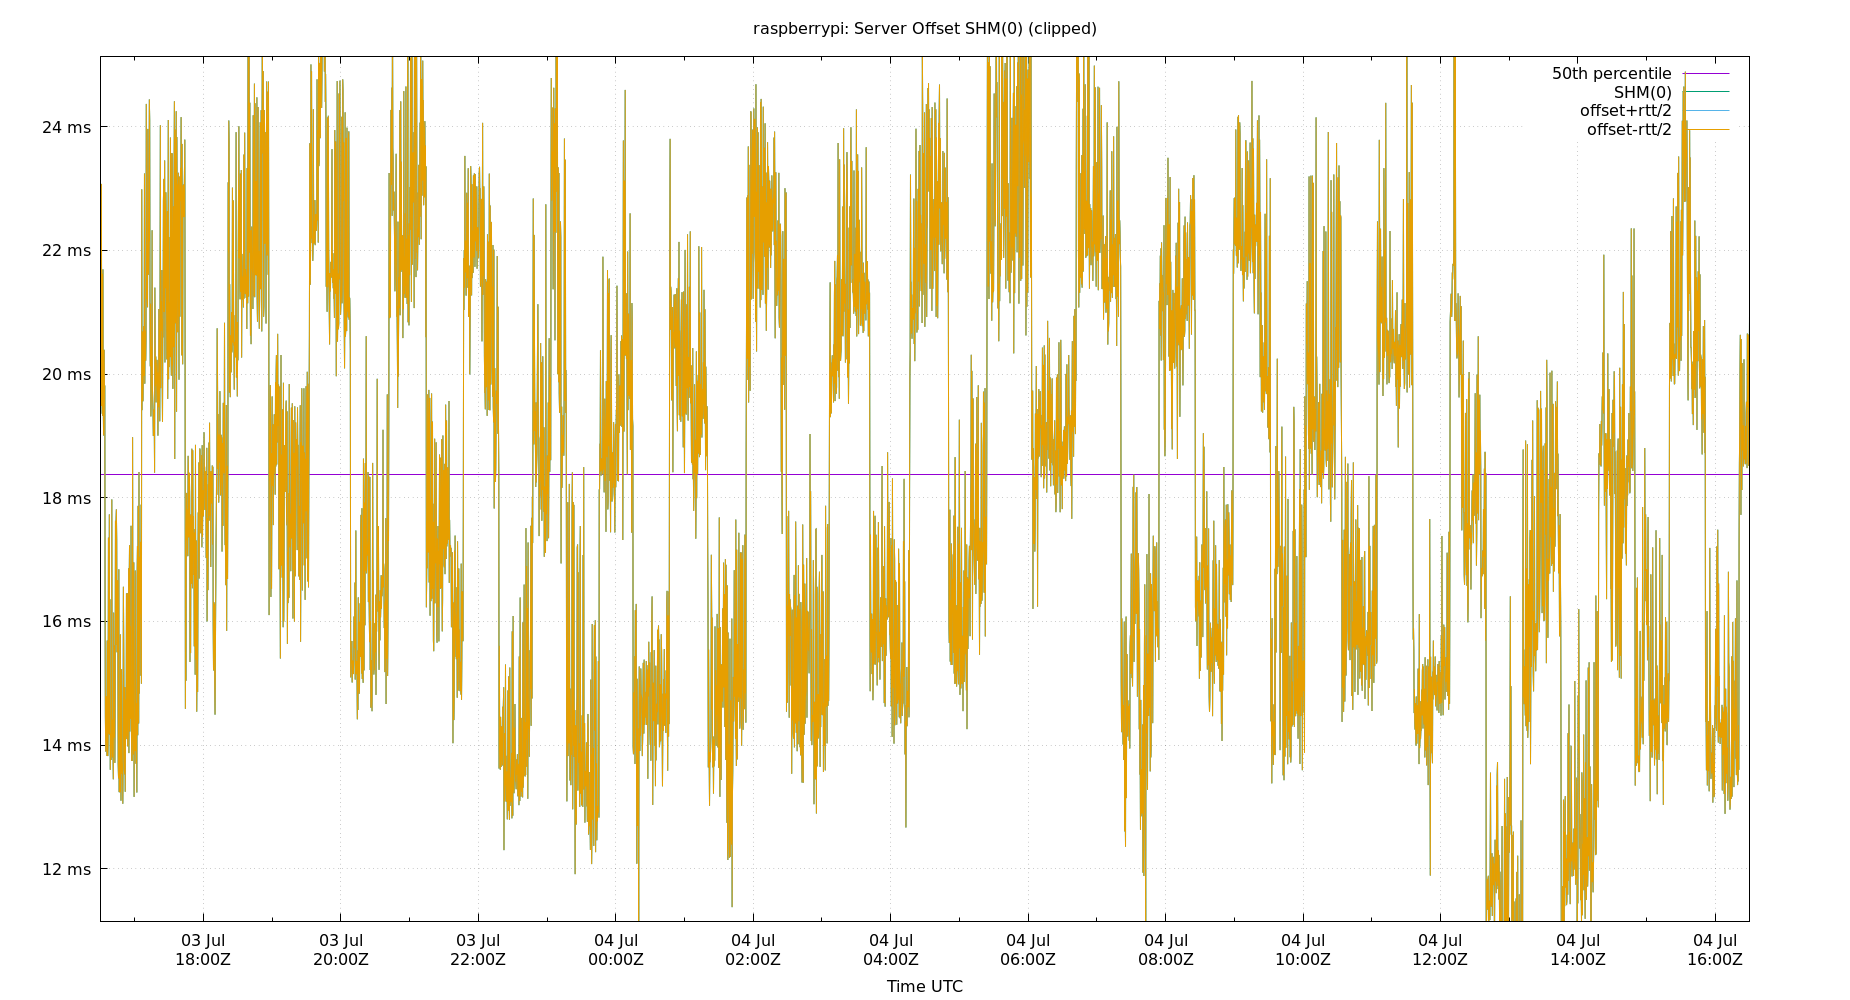 raspberrypi: Server Offset SHM(0) (clipped)
50th percentile
SHM(0)
offset+rtt/2
offset-rtt/2
24 ms
22 ms
20 ms
18 ms
16 ms
14 ms
12 ms
03 Jul 03 Jul 03 Jul 04 Jul 04 Jul 04 Jul 04 Jul 04 Jul 04 Jul 04 Jul 04 Jul 04 Jul
18:00Z 20:00Z 22:00Z 00:00Z 02:00Z 04:00Z 06:00Z 08:00Z 10:00Z 12:00Z 14:00Z 16:00Z
Time UTC